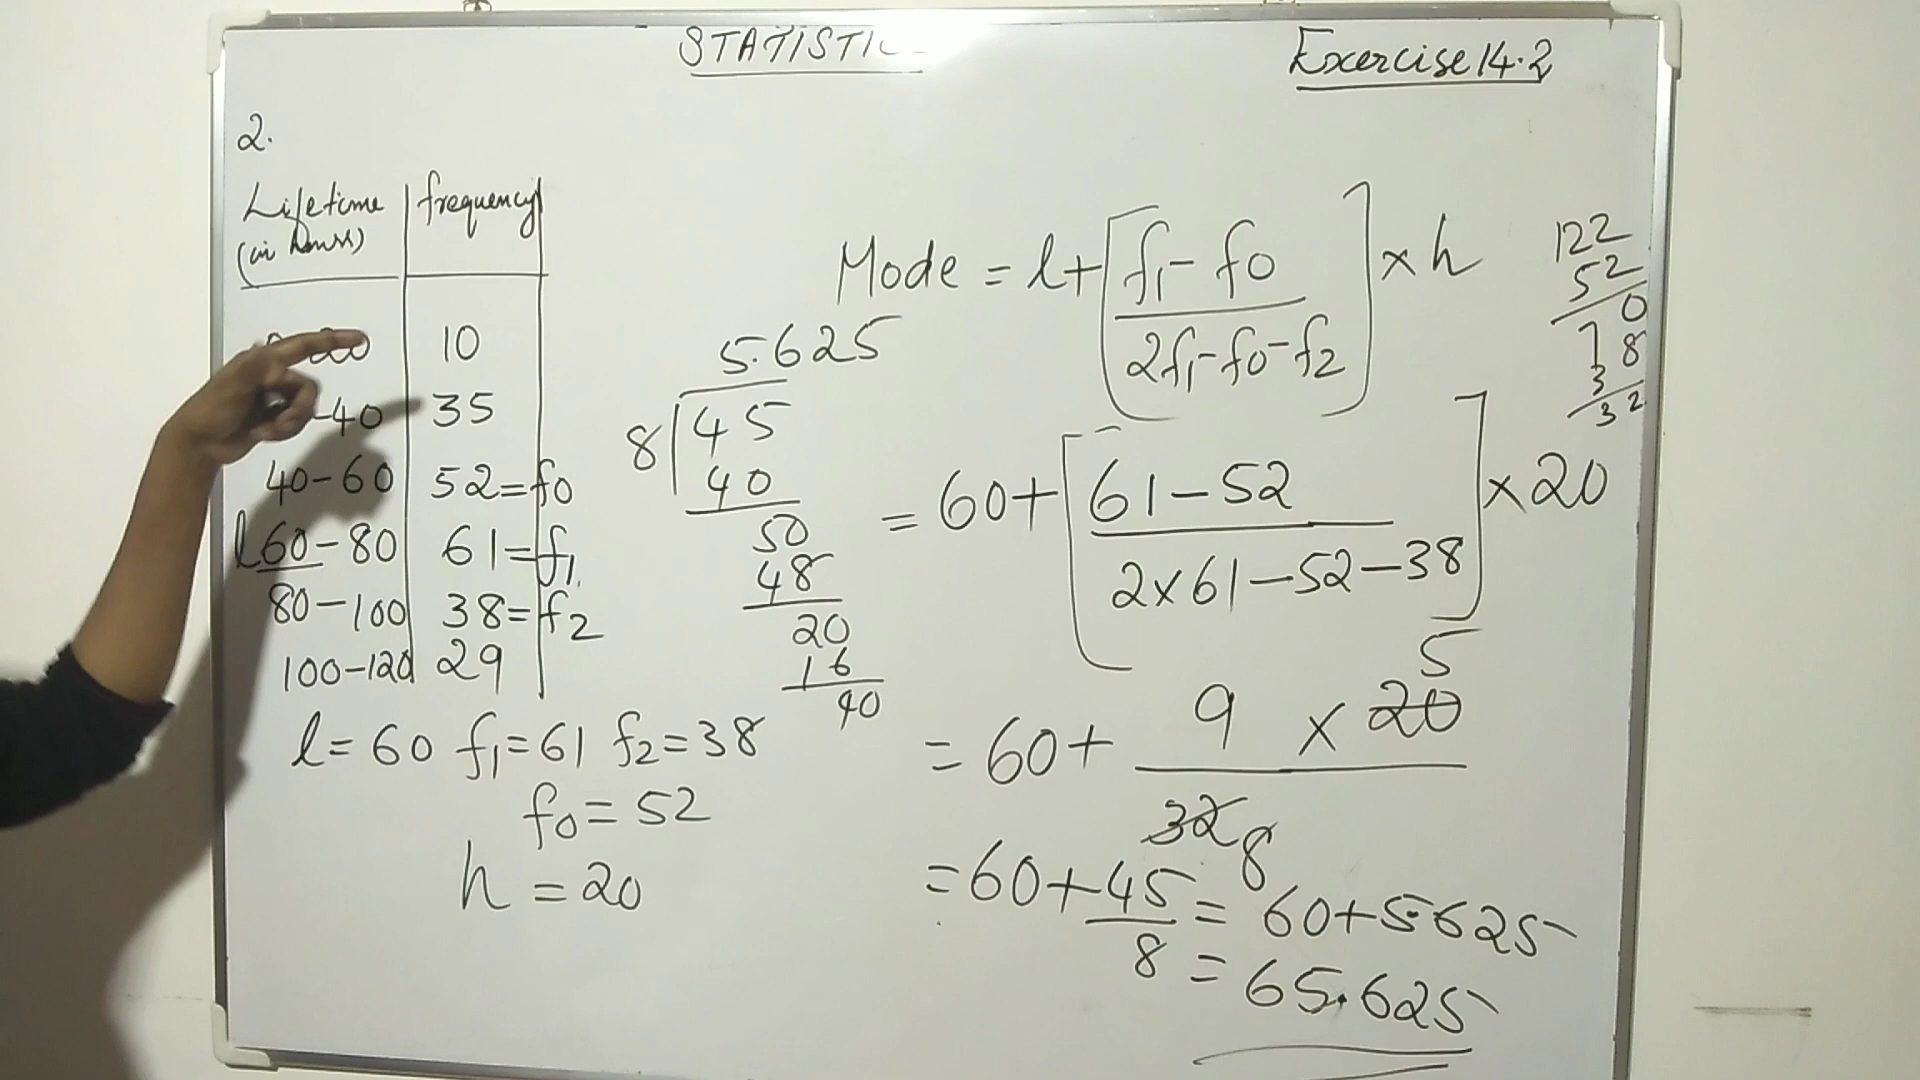 STATISTIC
Exercise 14.2
2.
Lifetime (in hours) | frequency
20 | 10
-40 | 35
40-60 | 52=f0
l 60-80 | 61=f1
80-100 | 38=f2
100-120 | 29
l=60 f1=61 f2=38
f0=52
h=20
5.625
8 | 45
40
50
48
20
16
40
Mode = l+[f1-f0 / 2f1-f0-f2] × h
= 60+[61-52 / 2×61-52-38] ×20
5
= 60+ 9 × 20 / 32 8
= 60+45/8 = 60+5.625
= 65.625
122
52
70
38
32